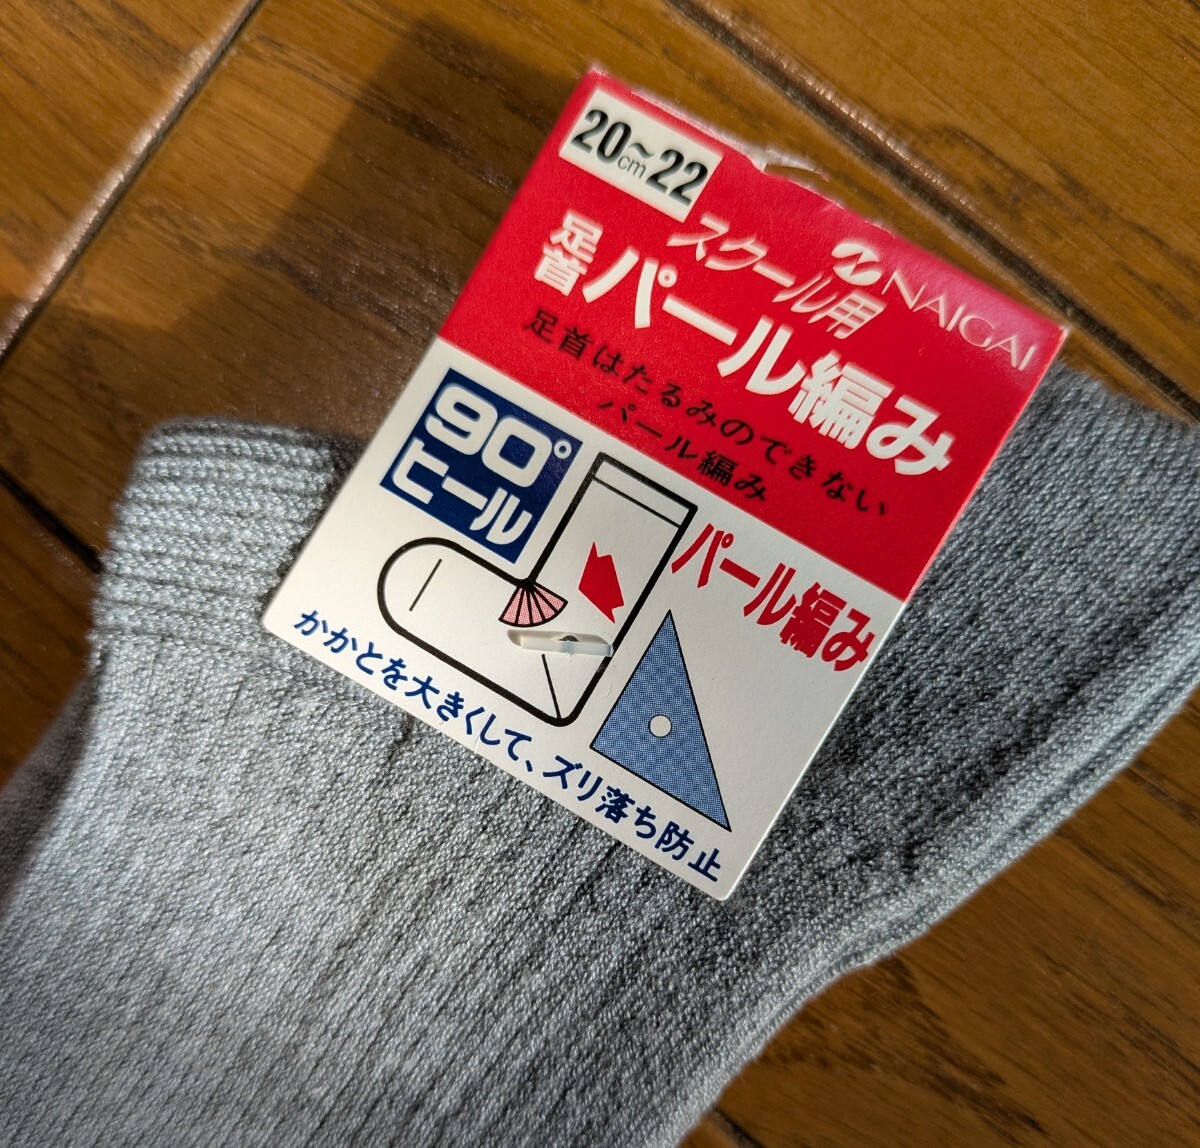 20~22
cm
NAIGAI
スクール用
足首パール編み
足首はたるみのできない
パール編み
90°
ヒール
パール編み
かかとを大きくして、ズリ落ち防止